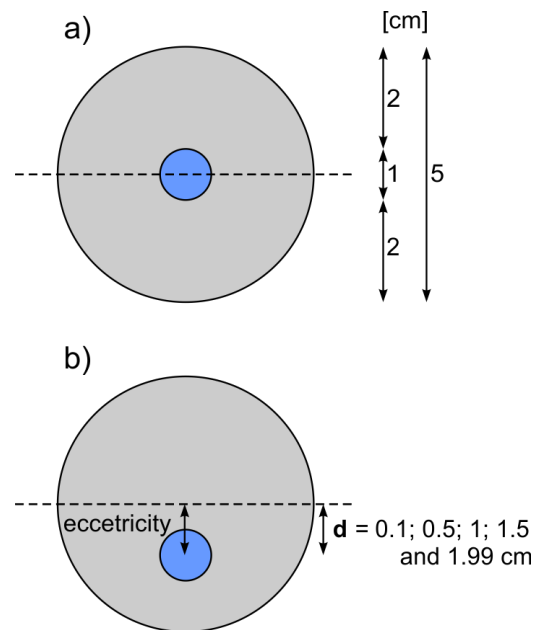 a)
[cm]
2
1
5
2
b)
eccetricity
d = 0.1; 0.5; 1; 1.5
and 1.99 cm